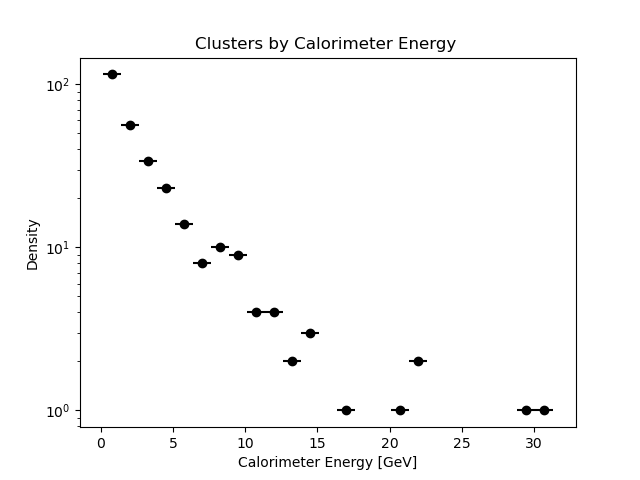 Clusters by Calorimeter Energy
10²
10¹
10⁰
Density
0 5 10 15 20 25 30
Calorimeter Energy [GeV]